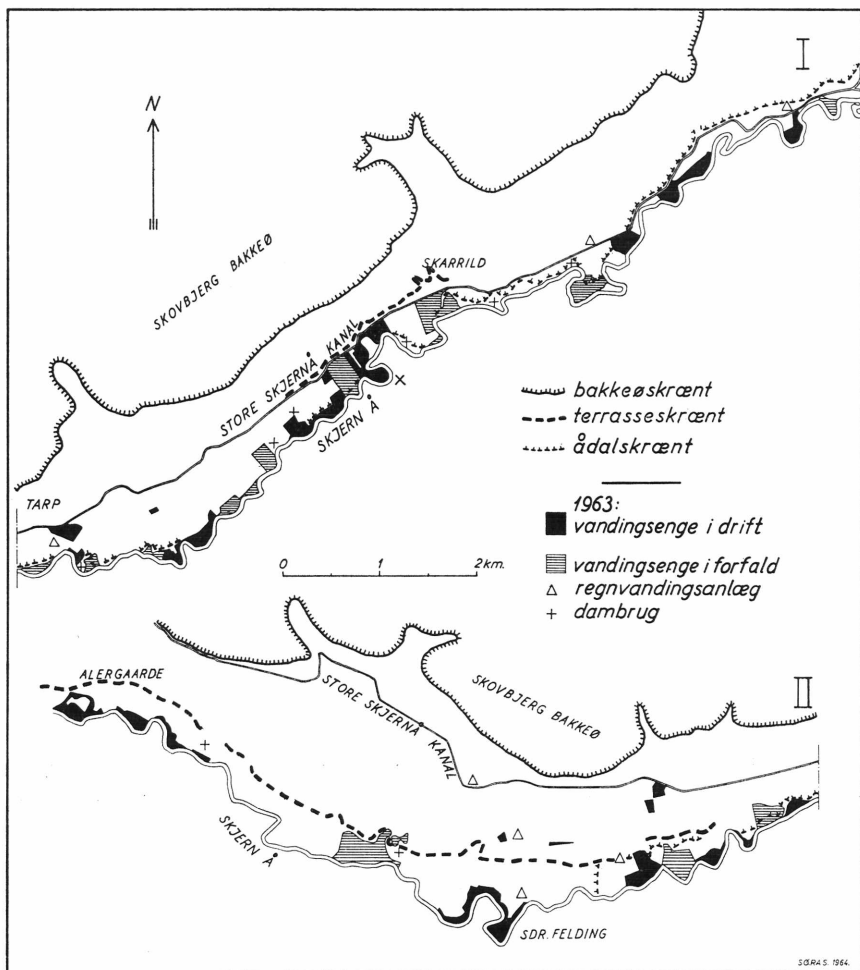 I
N
SKOVBJERG BAKKEØ
SKARRILD
STORE SKJERNÅ KANAL
SKJERN Å
TARP
bakkeøskrænt
terrasseskrænt
ådalskrænt
1963:
vandingsenge i drift
vandingsenge i forfald
regnvandingsanlæg
dambrug
0 1 2 km.
II
ALERGAARDE
STORE SKJERNÅ KANAL
SKOVBJERG BAKKEØ
SKJERN Å
SDR. FELDING
1964.